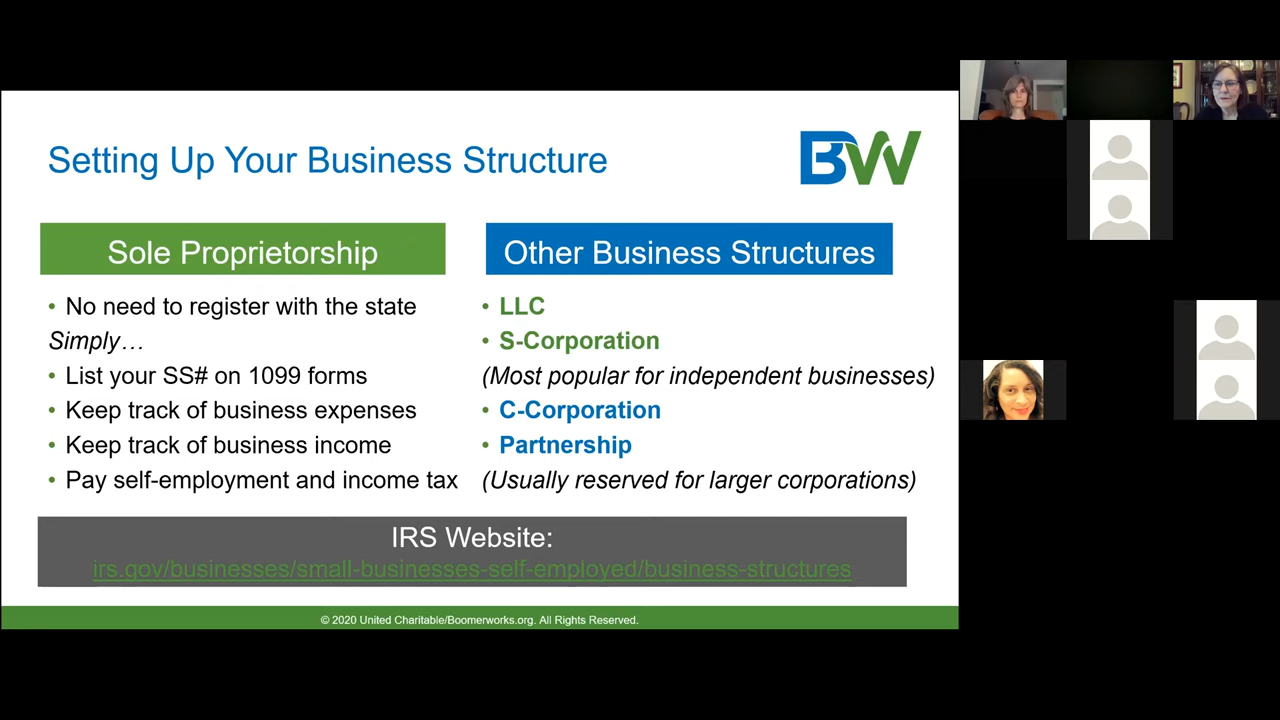 Setting Up Your Business Structure
BW
Sole Proprietorship
• No need to register with the state
Simply…
• List your SS# on 1099 forms
• Keep track of business expenses
• Keep track of business income
• Pay self-employment and income tax
Other Business Structures
• LLC
• S-Corporation
(Most popular for independent businesses)
• C-Corporation
• Partnership
(Usually reserved for larger corporations)
IRS Website:
irs.gov/businesses/small-businesses-self-employed/business-structures
© 2020 United Charitable/Boomerworks.org. All Rights Reserved.